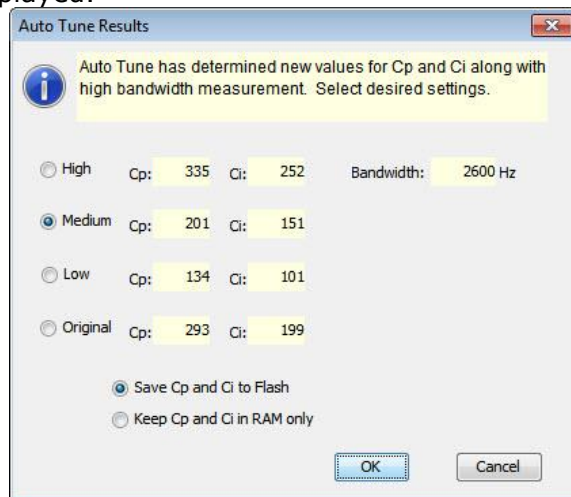 Auto Tune Results
Auto Tune has determined new values for Cp and Ci along with
high bandwidth measurement. Select desired settings.
High Cp: 335 Ci: 252 Bandwidth: 2600 Hz
Medium Cp: 201 Ci: 151
Low Cp: 134 Ci: 101
Original Cp: 293 Ci: 199
Save Cp and Ci to Flash
Keep Cp and Ci in RAM only
OK Cancel